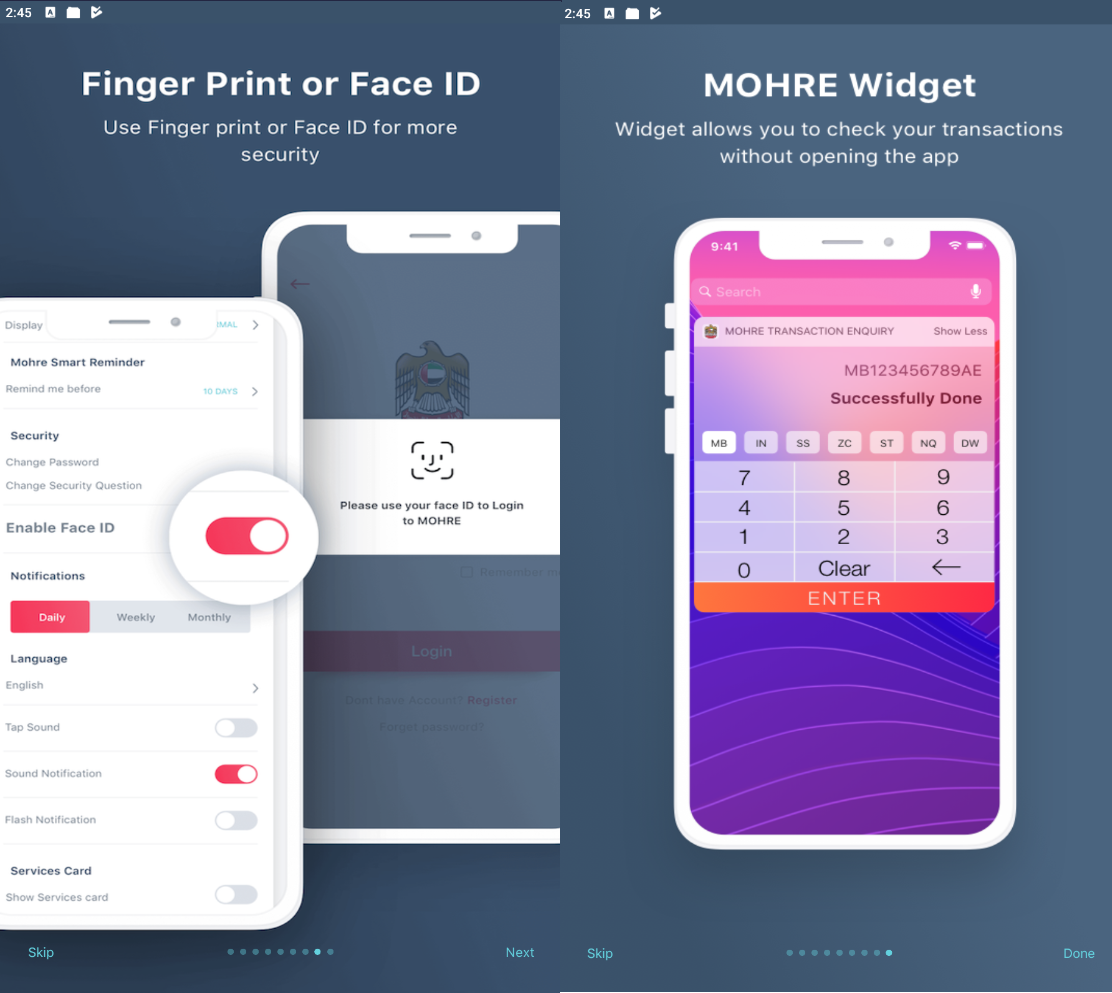 2:45
Finger Print or Face ID
Use Finger print or Face ID for more
security
Display
IMAL
Mohre Smart Reminder
Remind me before
10 DAYS
Security
Change Password
Change Security Question
Enable Face ID
Notifications
Daily
Weekly
Monthly
Language
English
Tap Sound
Sound Notification
Flash Notification
Services Card
Show Services card
Please use your face ID to Login
to MOHRE
Remember me
Login
Dont have Account? Register
Forget password?
Skip
Next
2:45
MOHRE Widget
Widget allows you to check your transactions
without opening the app
9:41
Search
MOHRE TRANSACTION ENQUIRY Show Less
MB123456789AE
Successfully Done
MB IN SS ZC ST NQ DW
7 8 9
4 5 6
1 2 3
0 Clear
ENTER
Skip
Done